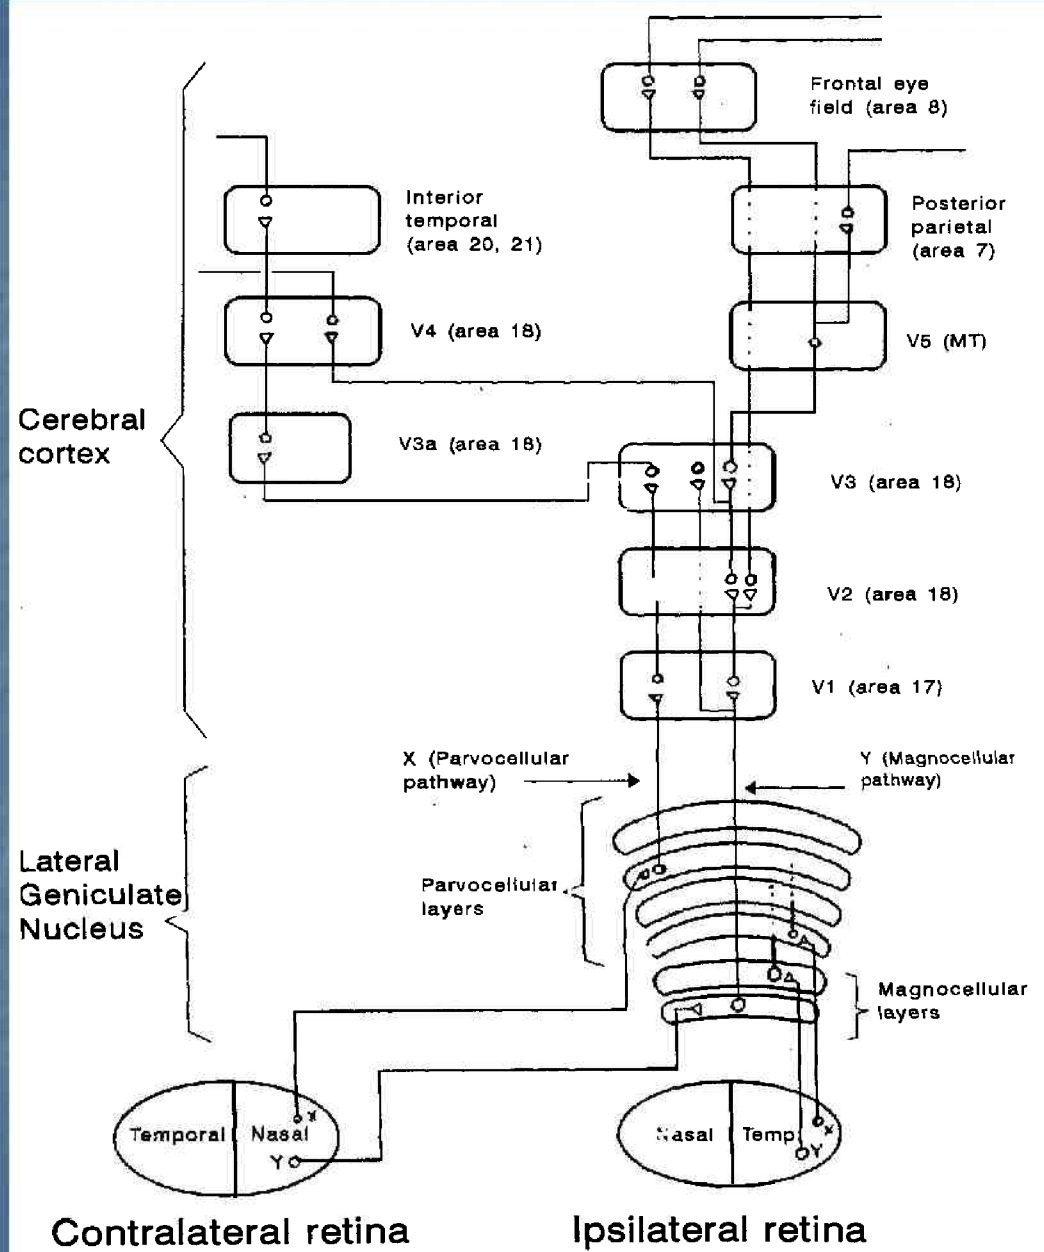 Frontal eye
field (area 8)
Interior
temporal
(area 20, 21)
Posterior
parietal
(area 7)
V4 (area 18)
V5 (MT)
Cerebral
cortex
V3a (area 18)
V3 (area 18)
V2 (area 18)
V1 (area 17)
X (Parvocellular
pathway)
Y (Magnocellular
pathway)
Lateral
Geniculate
Nucleus
Parvocellular
layers
Magnocellular
layers
Temporal
Nasal
X
Y
Nasal
Temp
X
Y
Contralateral retina
Ipsilateral retina